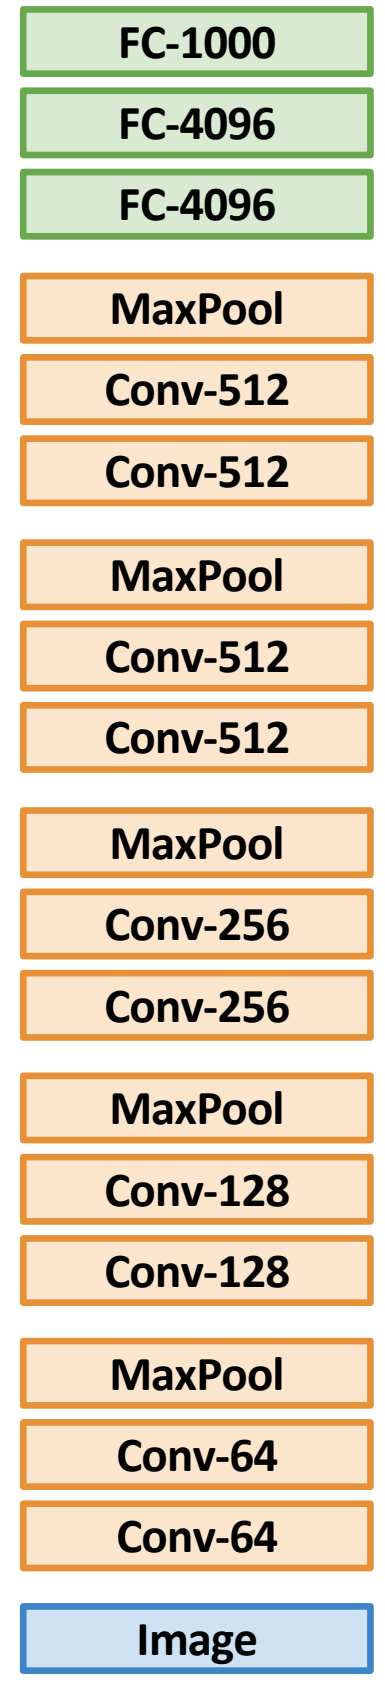 FC-1000
FC-4096
FC-4096
MaxPool
Conv-512
Conv-512
MaxPool
Conv-512
Conv-512
MaxPool
Conv-256
Conv-256
MaxPool
Conv-128
Conv-128
MaxPool
Conv-64
Conv-64
Image